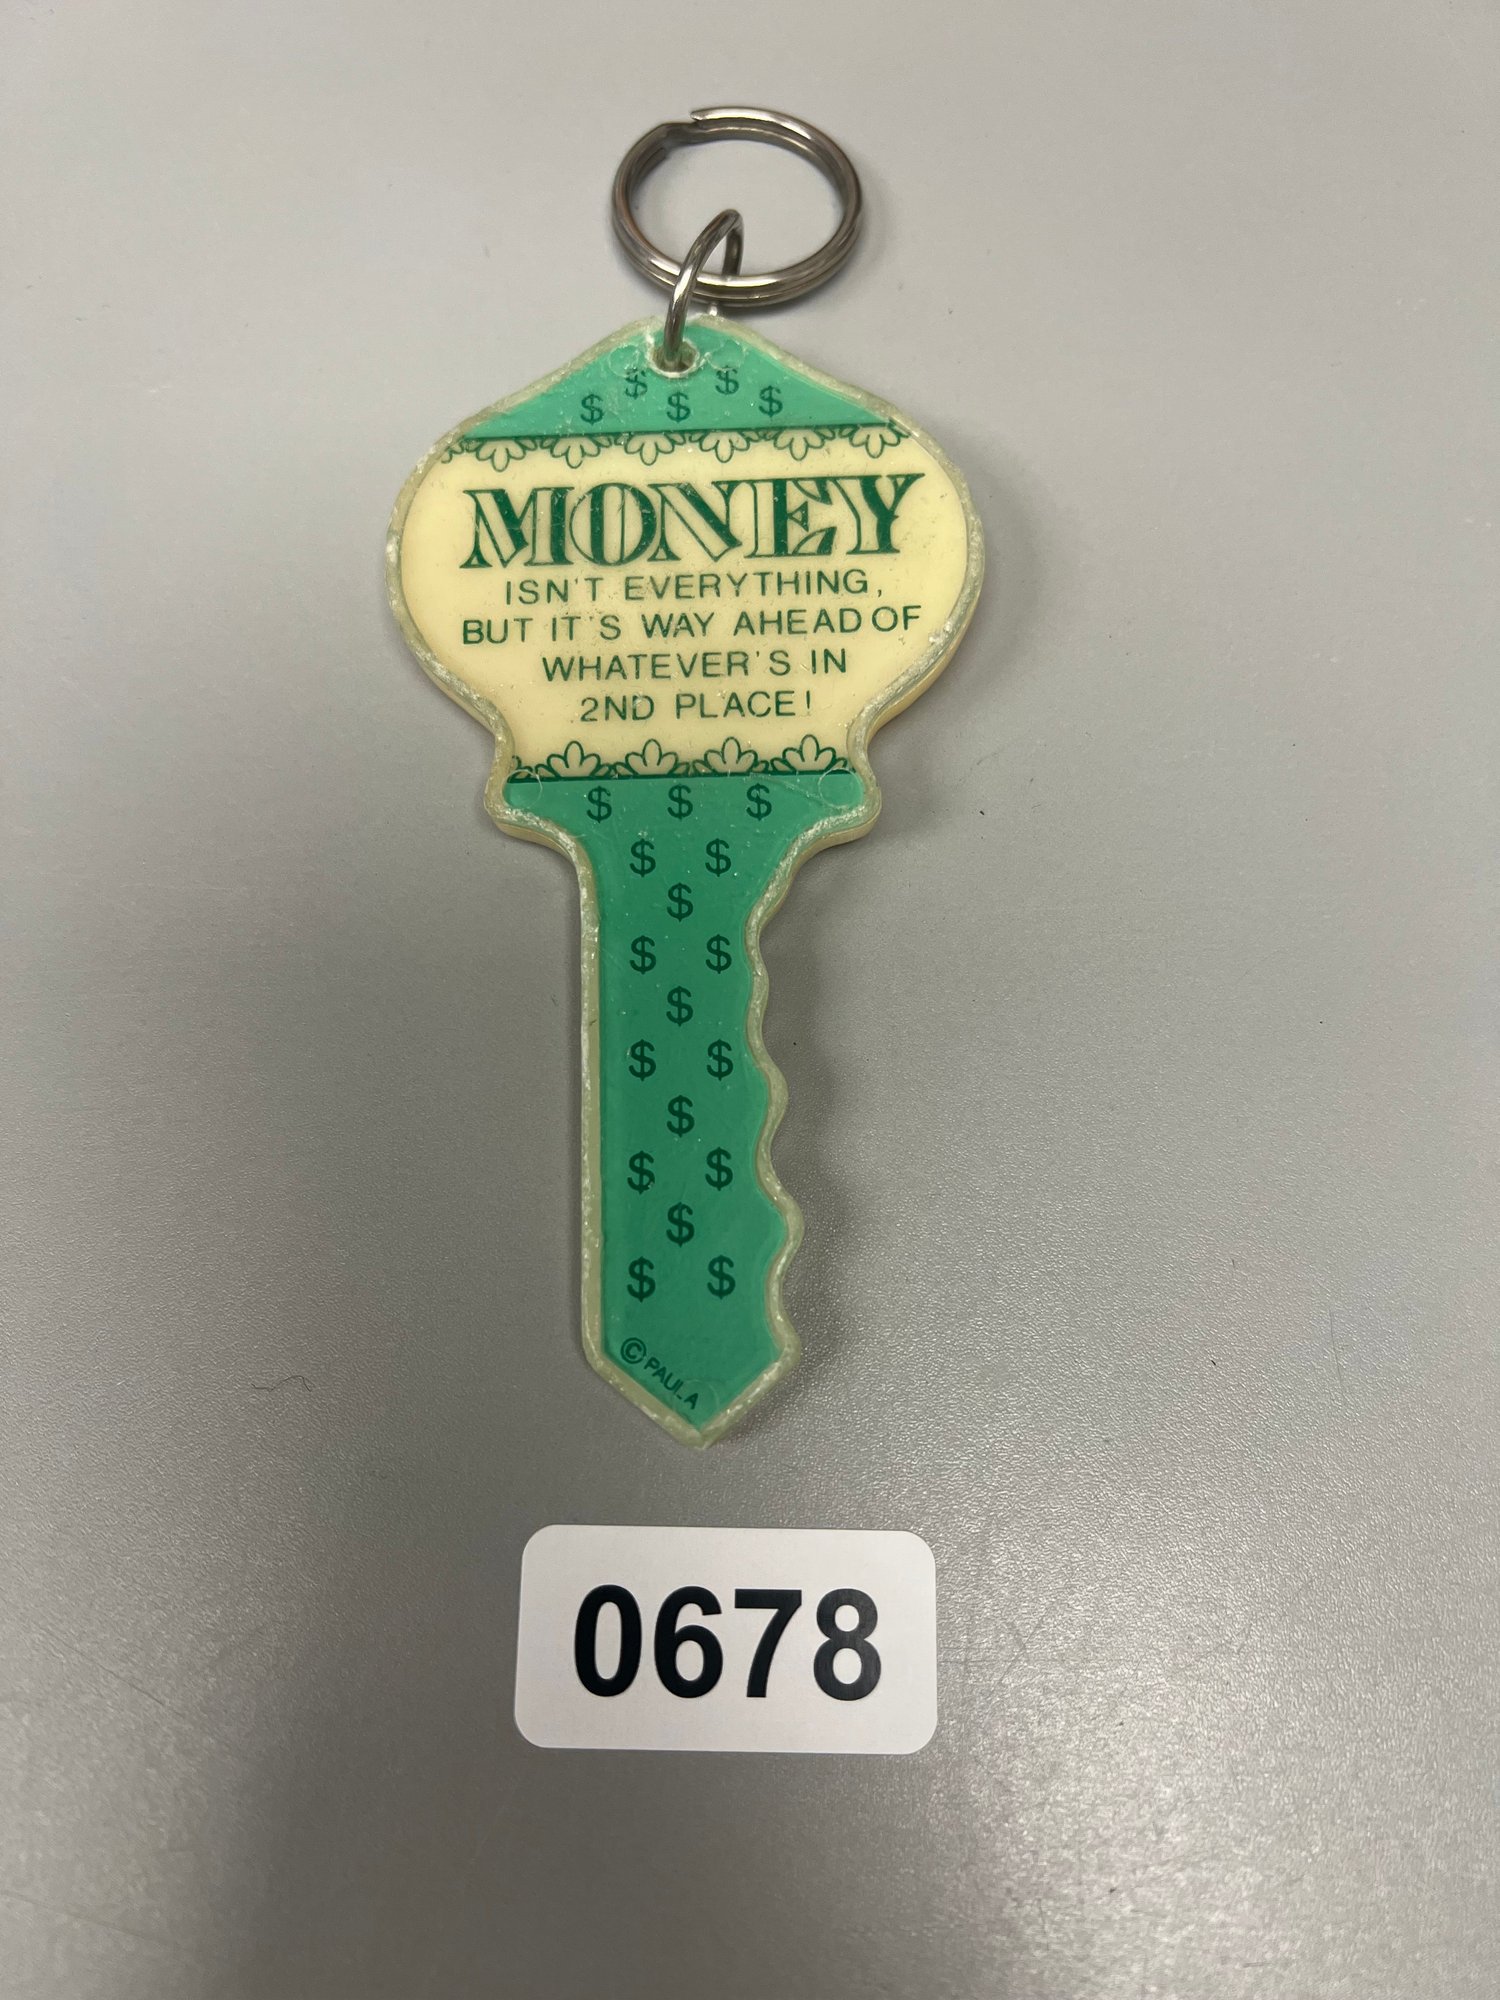 $ $
$ $ $
MONEY
ISN'T EVERYTHING,
BUT IT'S WAY AHEAD OF
WHATEVER'S IN
2ND PLACE!
$ $ $
$ $
$
$ $
$
$ $
$
$ $
$
$ $
© PAULA
0678